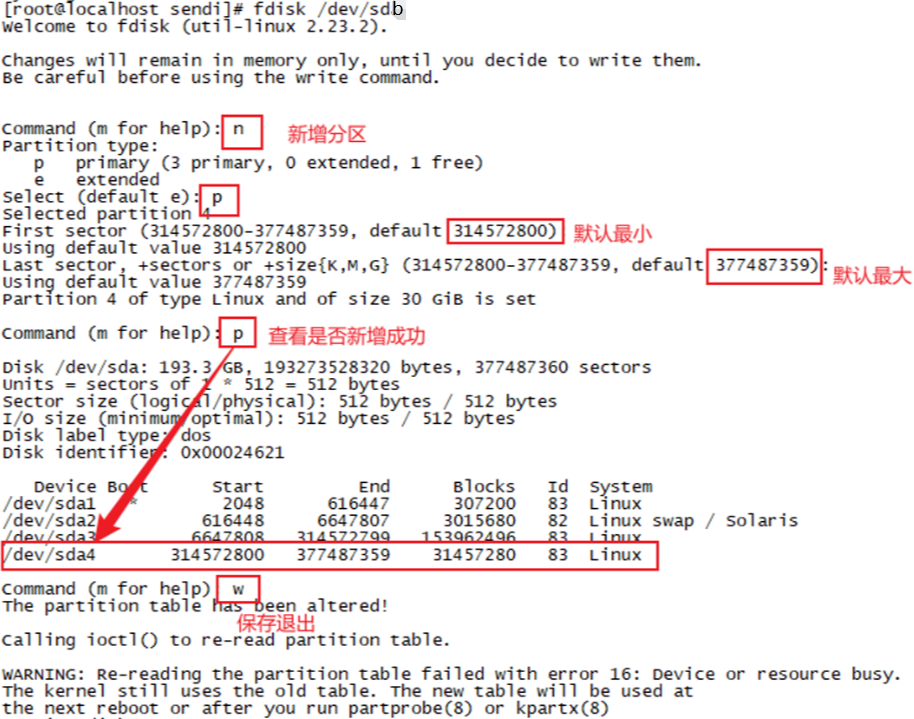 [root@localhost sendi]# fdisk /dev/sdb
Welcome to fdisk (util-linux 2.23.2).
Changes will remain in memory only, until you decide to write them.
Be careful before using the write command.
Command (m for help): n 新增分区
Partition type:
p primary (3 primary, 0 extended, 1 free)
e extended
Select (default e): p
Selected partition 4
First sector (314572800-377487359, default 314572800) 默认最小
Using default value 314572800
Last sector, +sectors or +size{K,M,G} (314572800-377487359, default 377487359): 默认最大
Using default value 377487359
Partition 4 of type Linux and of size 30 GiB is set
Command (m for help): p 查看是否新增成功
Disk /dev/sda: 193.3 GB, 193273528320 bytes, 377487360 sectors
Units = sectors of 1 * 512 = 512 bytes
Sector size (logical/physical): 512 bytes / 512 bytes
I/O size (minimum/optimal): 512 bytes / 512 bytes
Disk label type: dos
Disk identifier: 0x00024621
Device Boot Start End Blocks Id System
/dev/sda1 * 2048 616447 307200 83 Linux
/dev/sda2 616448 6647807 3015680 82 Linux swap / Solaris
/dev/sda3 6647808 314572799 153962496 83 Linux
/dev/sda4 314572800 377487359 31457280 83 Linux
Command (m for help) w
The partition table has been altered!
保存退出
Calling ioctl() to re-read partition table.
WARNING: Re-reading the partition table failed with error 16: Device or resource busy.
The kernel still uses the old table. The new table will be used at
the next reboot or after you run partprobe(8) or kpartx(8)